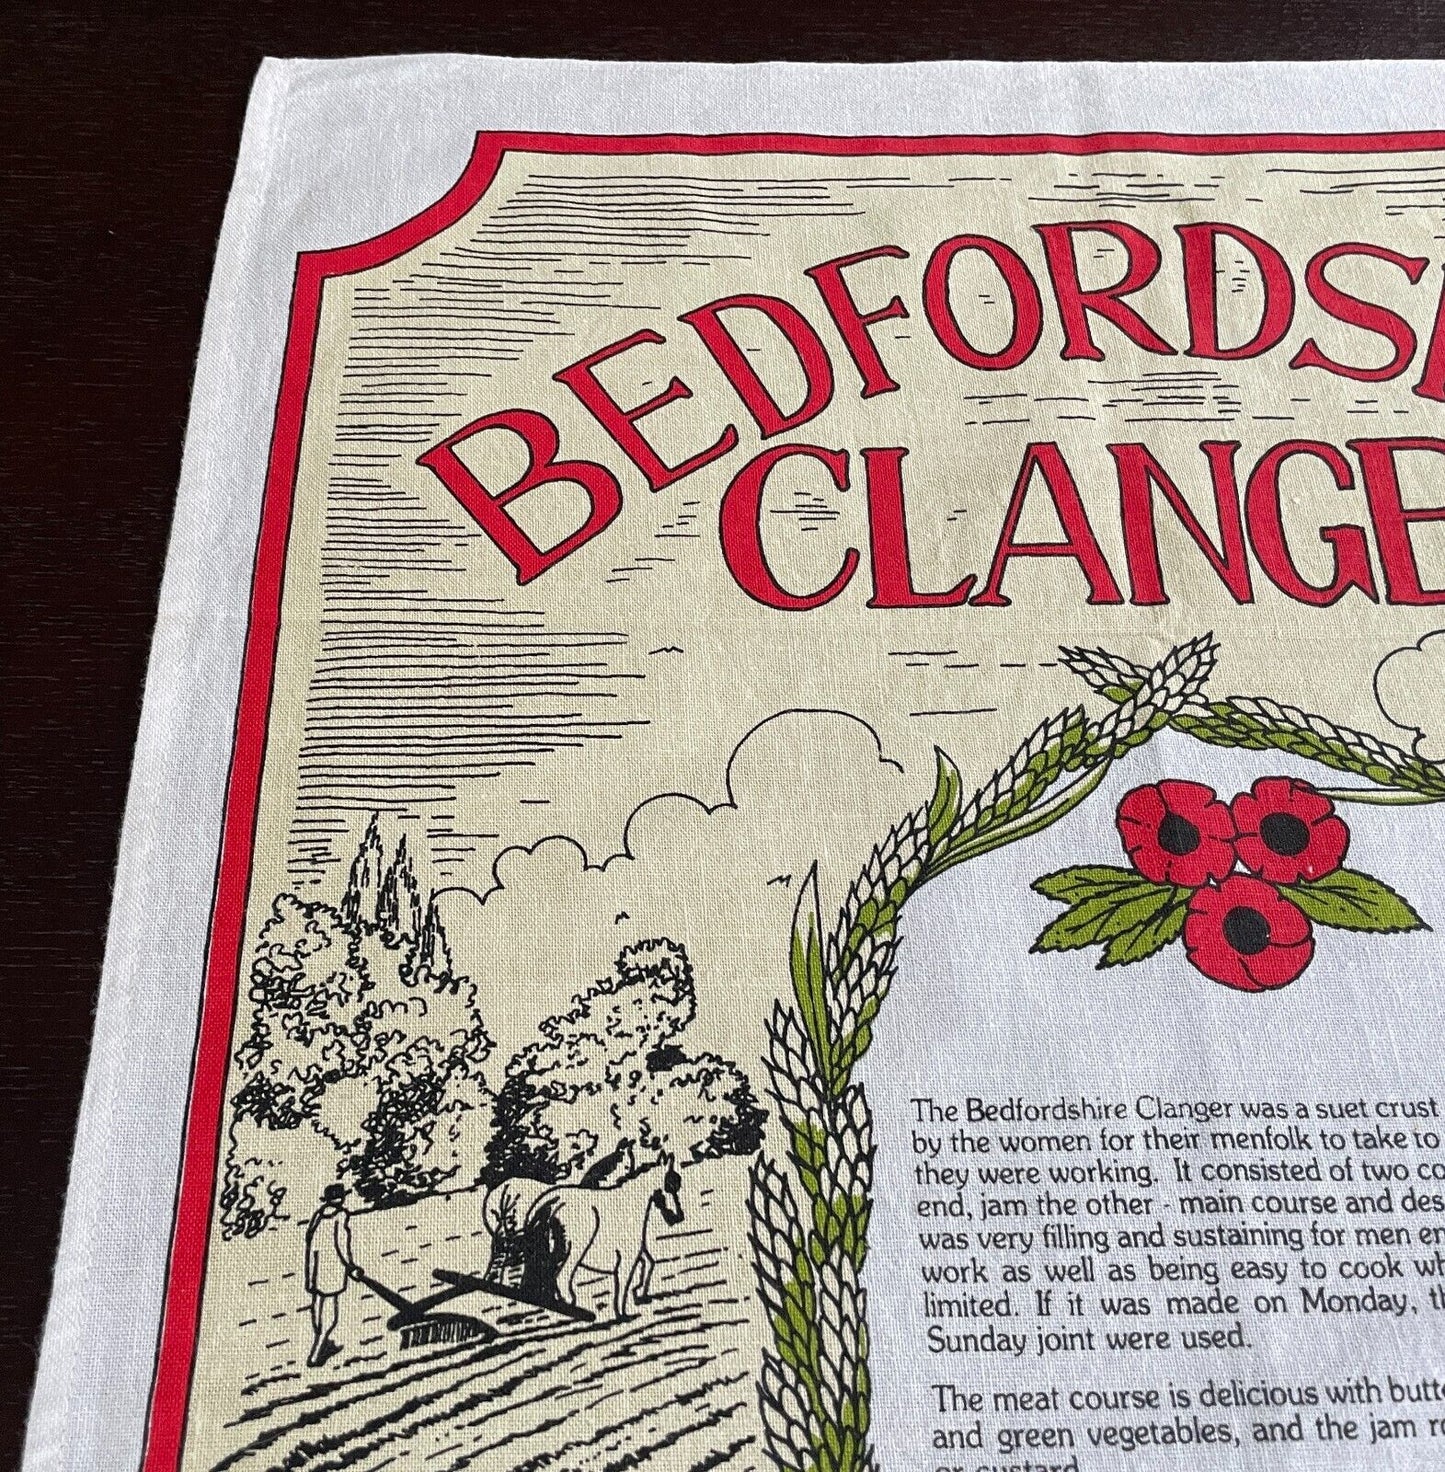 BEDFORDS
CLANGE
The Bedfordshire Clanger was a suet crust
by the women for their menfolk to take to
they were working. It consisted of two
end, jam the other - main course and
was very filling and sustaining for men
work as well as being easy to cook
limited. If it was made on Monday,
Sunday joint were used.
The meat course is delicious with
and green vegetables, and the jam
or custard